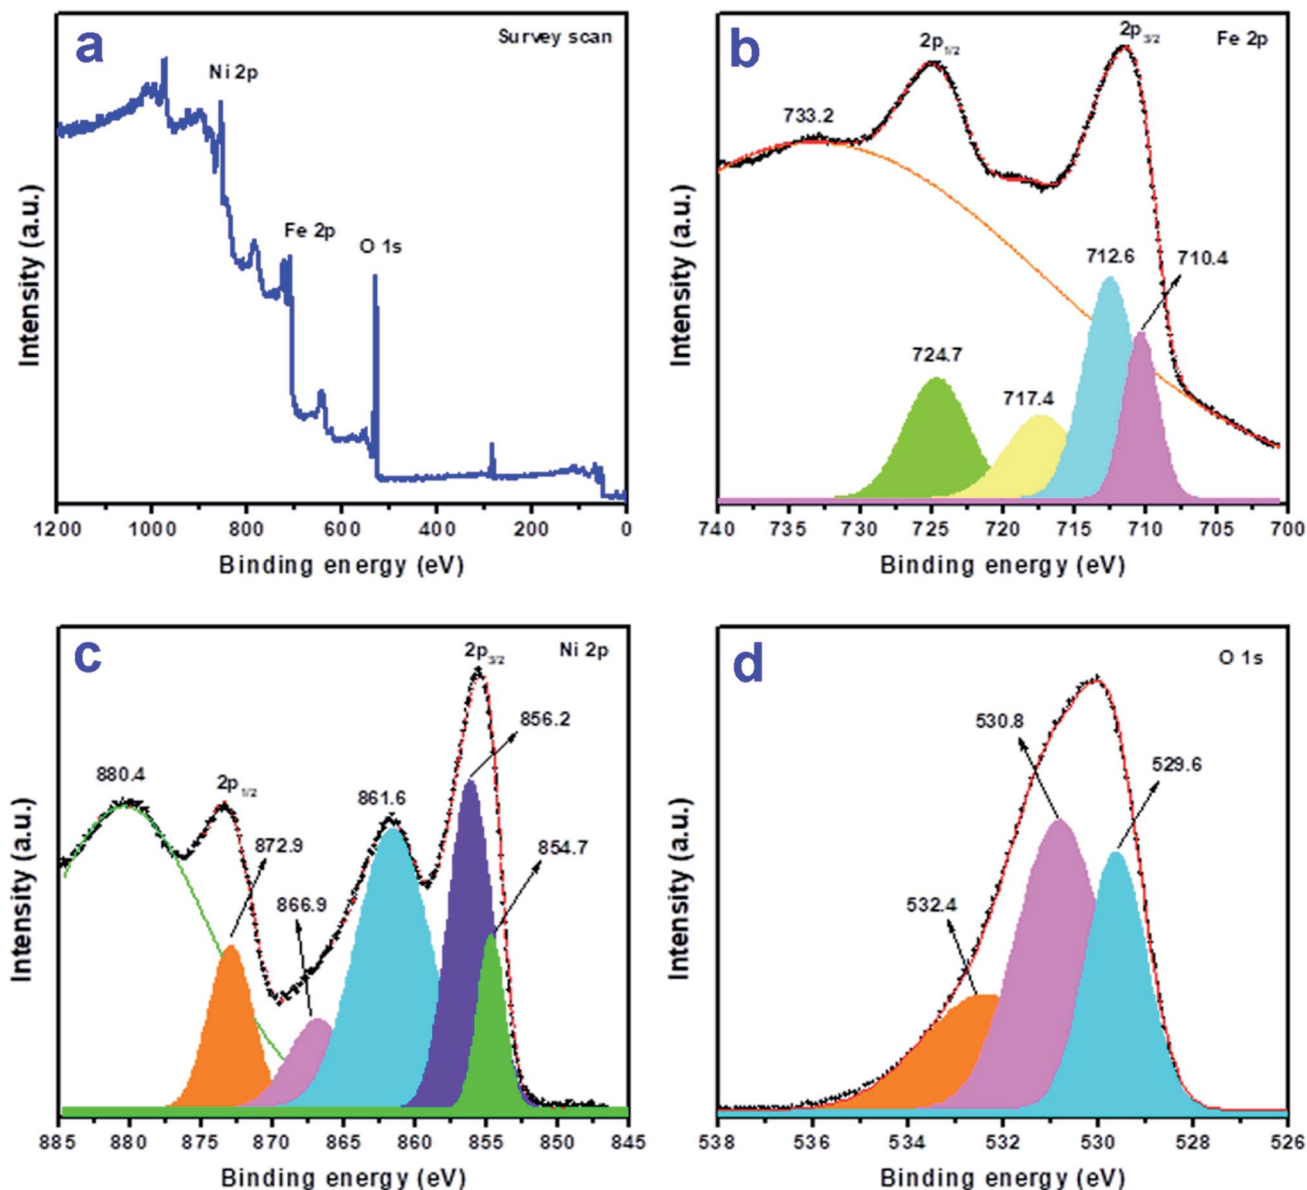 a
Survey scan
Ni 2p
Fe 2p
O 1s
Intensity (a.u.)
1200 1000 800 600 400 200 0
Binding energy (eV)
b
Fe 2p
2p1/2
2p3/2
733.2
712.6
710.4
724.7
717.4
Intensity (a.u.)
740 735 730 725 720 715 710 705 700
Binding energy (eV)
c
Ni 2p
2p3/2
856.2
880.4
2p1/2
861.6
872.9
854.7
866.9
Intensity (a.u.)
885 880 875 870 865 860 855 850 845
Binding energy (eV)
d
O 1s
530.8
529.6
532.4
Intensity (a.u.)
538 536 534 532 530 528 526
Binding energy (eV)